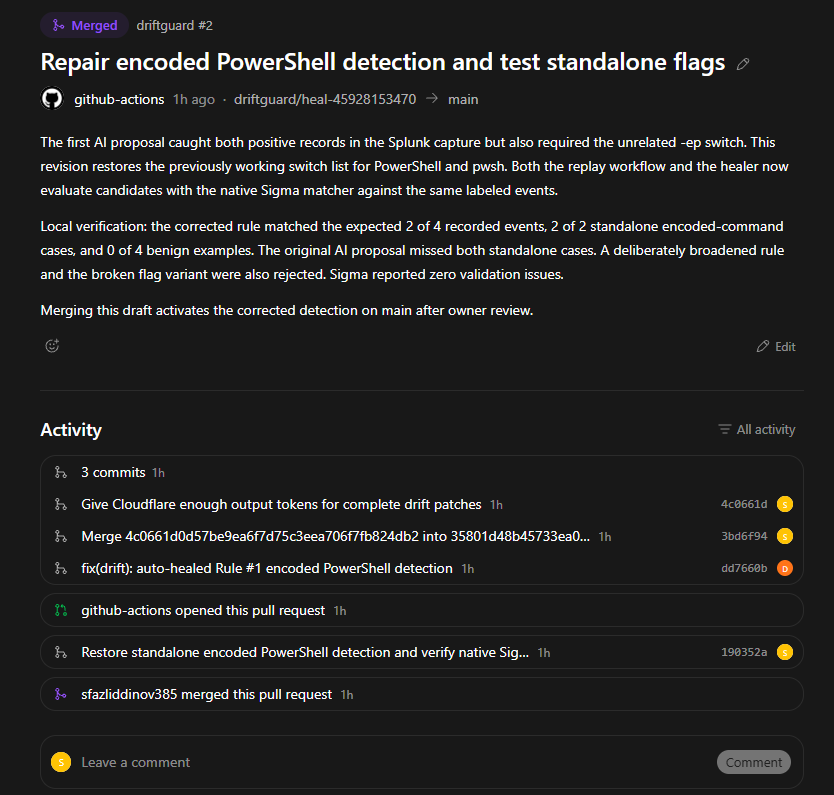 Merged driftguard #2
Repair encoded PowerShell detection and test standalone flags
github-actions 1h ago · driftguard/heal-45928153470 → main
The first AI proposal caught both positive records in the Splunk capture but also required the unrelated -ep switch. This
revision restores the previously working switch list for PowerShell and pwsh. Both the replay workflow and the healer now
evaluate candidates with the native Sigma matcher against the same labeled events.
Local verification: the corrected rule matched the expected 2 of 4 recorded events, 2 of 2 standalone encoded-command
cases, and 0 of 4 benign examples. The original AI proposal missed both standalone cases. A deliberately broadened rule
and the broken flag variant were also rejected. Sigma reported zero validation issues.
Merging this draft activates the corrected detection on main after owner review.
Edit
Activity All activity
3 commits 1h
Give Cloudflare enough output tokens for complete drift patches 1h 4c0661d S
Merge 4c0661d0d57be9ea6f7d75c3eea706f7fb824db2 into 35801d48b45733ea0... 1h 3bd6f94 S
fix(drift): auto-healed Rule #1 encoded PowerShell detection 1h dd7660b D
github-actions opened this pull request 1h
Restore standalone encoded PowerShell detection and verify native Sig... 1h 190352a S
sfazliddinov385 merged this pull request 1h
S Leave a comment Comment